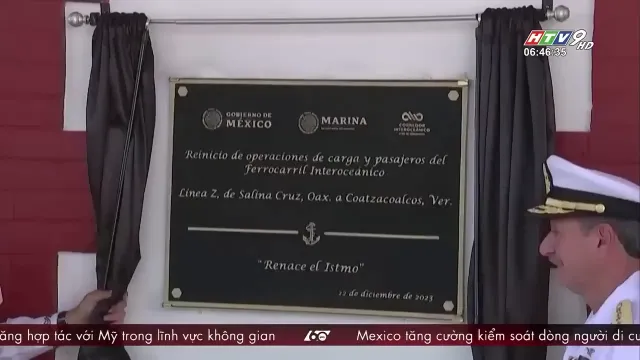 HTV9 HD
06:46:35
GOBIERNO DE MÉXICO
MARINA
CORREDOR INTEROCEÁNICO
Reinicio de operaciones de carga y pasajeros del
Ferrocarril Interoceánico
Línea Z, de Salina Cruz, Oax. a Coatzacoalcos, Ver.
"Renace el Istmo"
22 de diciembre de 2023
ăng hợp tác với Mỹ trong lĩnh vực không gian
60
Mexico tăng cường kiểm soát dòng người di c